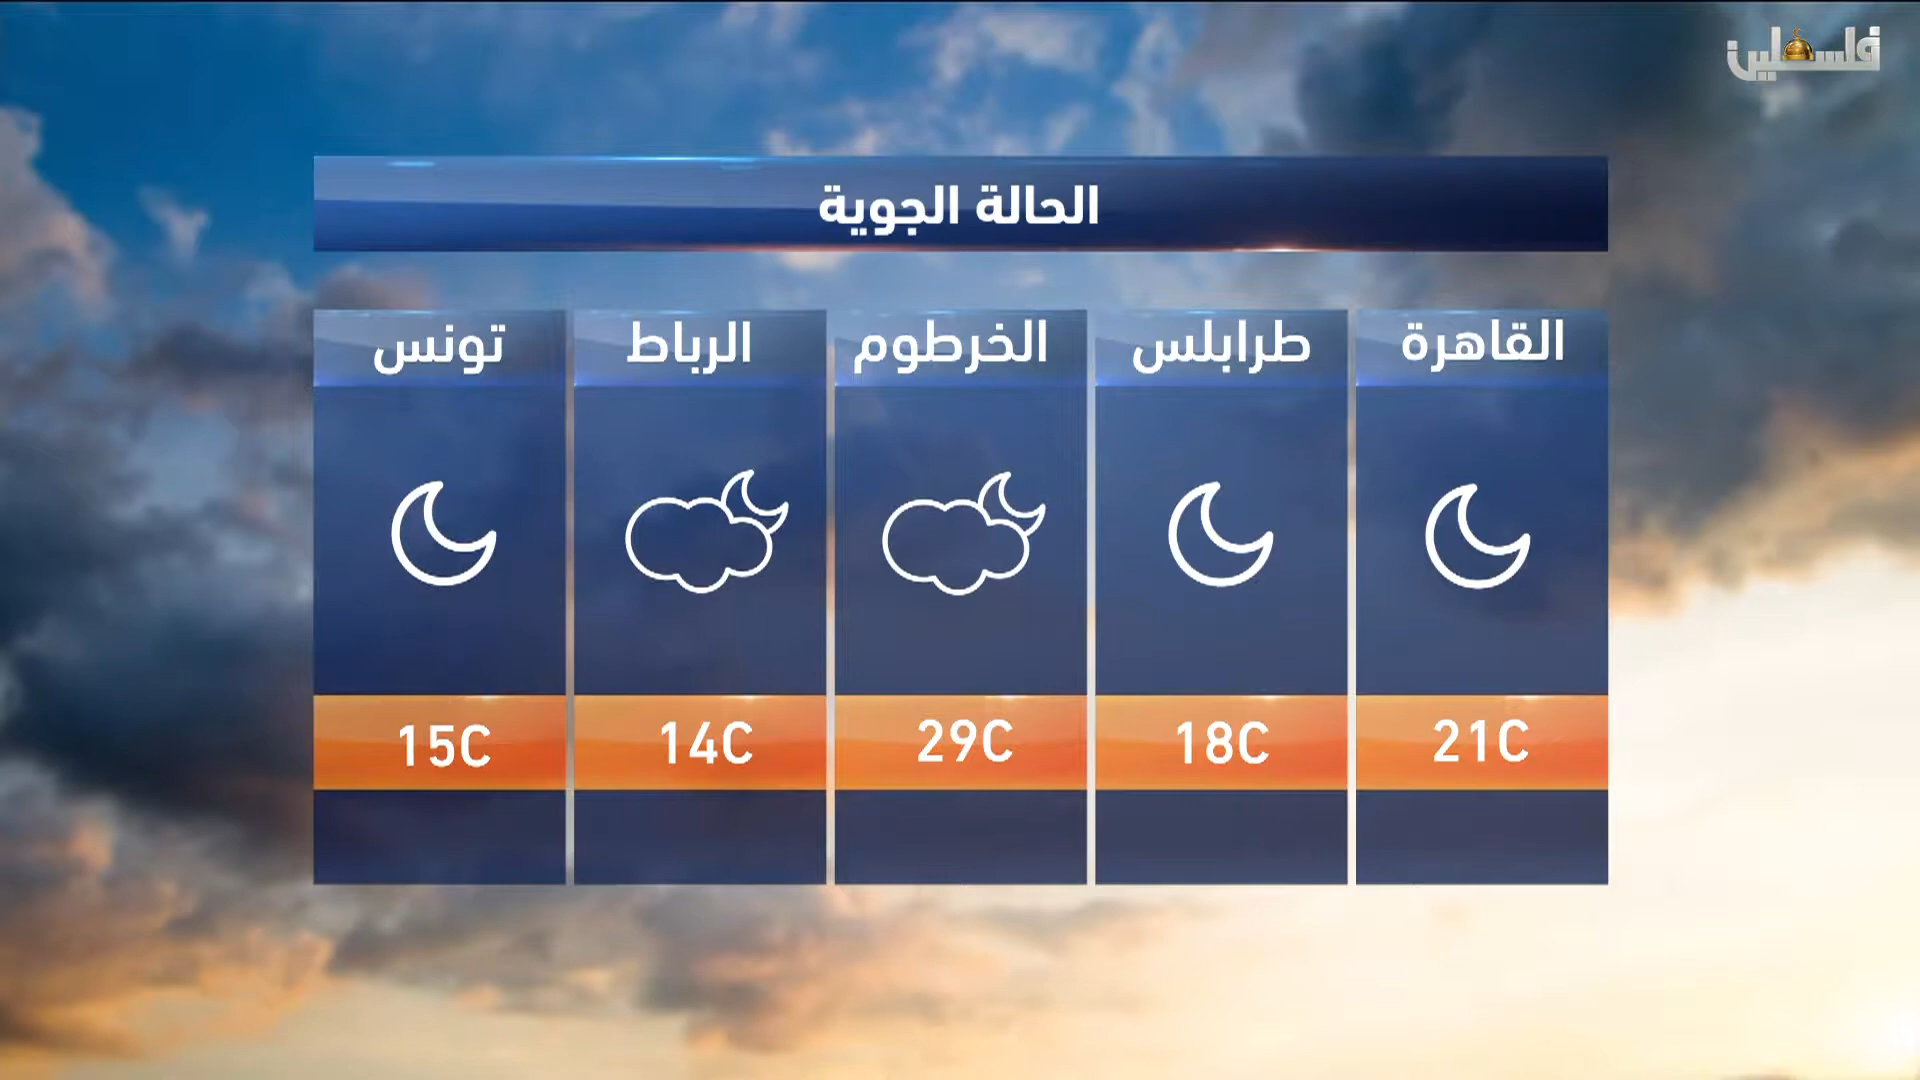 فلسطين
الحالة الجوية
القاهرة
طرابلس
الخرطوم
الرباط
تونس
21C
18C
29C
14C
15C